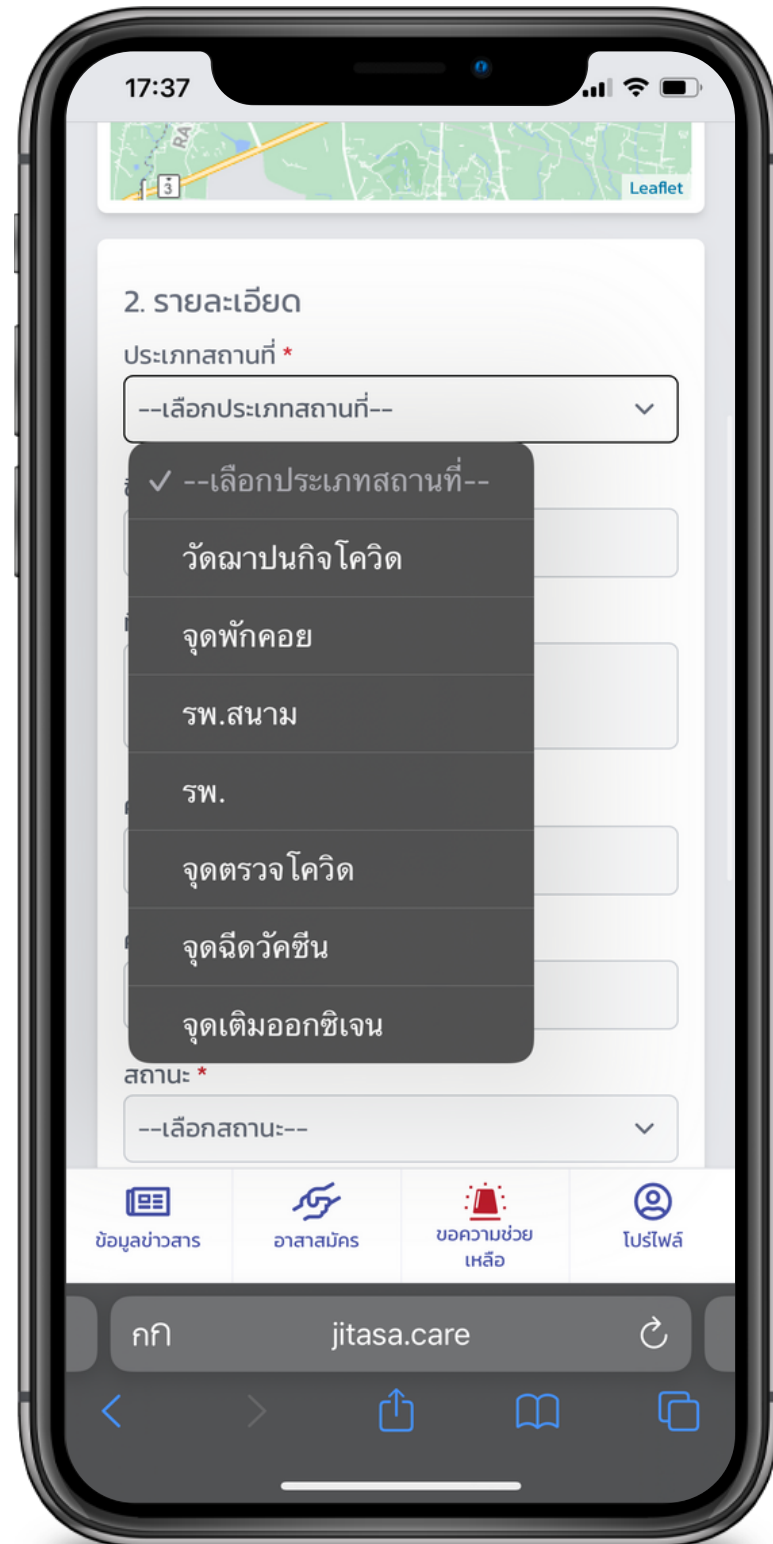 17:37
RA
3
Leaflet
2. รายละเอียด
ประเภทสถานที่ *
--เลือกประเภทสถานที่--
✓ --เลือกประเภทสถานที่--
วัดฌาปนกิจโควิด
จุดพักคอย
รพ.สนาม
รพ.
จุดตรวจโควิด
จุดฉีดวัคซีน
จุดเติมออกซิเจน
สถานะ *
--เลือกสถานะ--
ข้อมูลข่าวสาร
อาสาสมัคร
ขอความช่วย
เหลือ
โปรไฟล์
กก jitasa.care